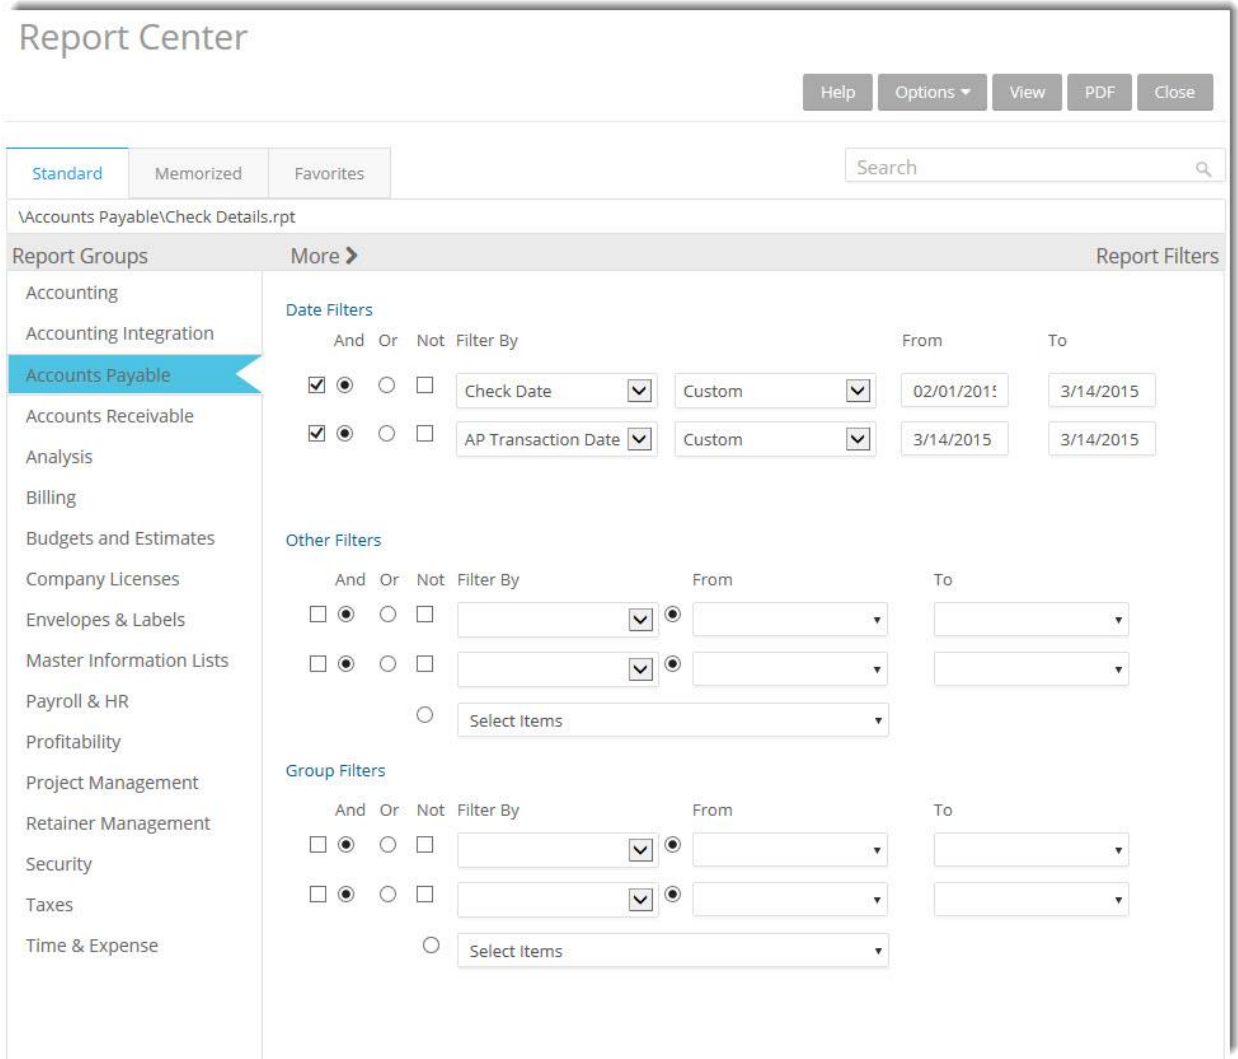 Report Center
Help Options View PDF Close
Standard Memorized Favorites Search
\Accounts Payable\Check Details.rpt
Report Groups More Report Filters
Accounting
Accounting Integration
Accounts Payable
Accounts Receivable
Analysis
Billing
Budgets and Estimates
Company Licenses
Envelopes & Labels
Master Information Lists
Payroll & HR
Profitability
Project Management
Retainer Management
Security
Taxes
Time & Expense
Date Filters
And Or Not Filter By From To
Check Date Custom 02/01/2015 3/14/2015
AP Transaction Date Custom 3/14/2015 3/14/2015
Other Filters
And Or Not Filter By From To
Select Items
Group Filters
And Or Not Filter By From To
Select Items